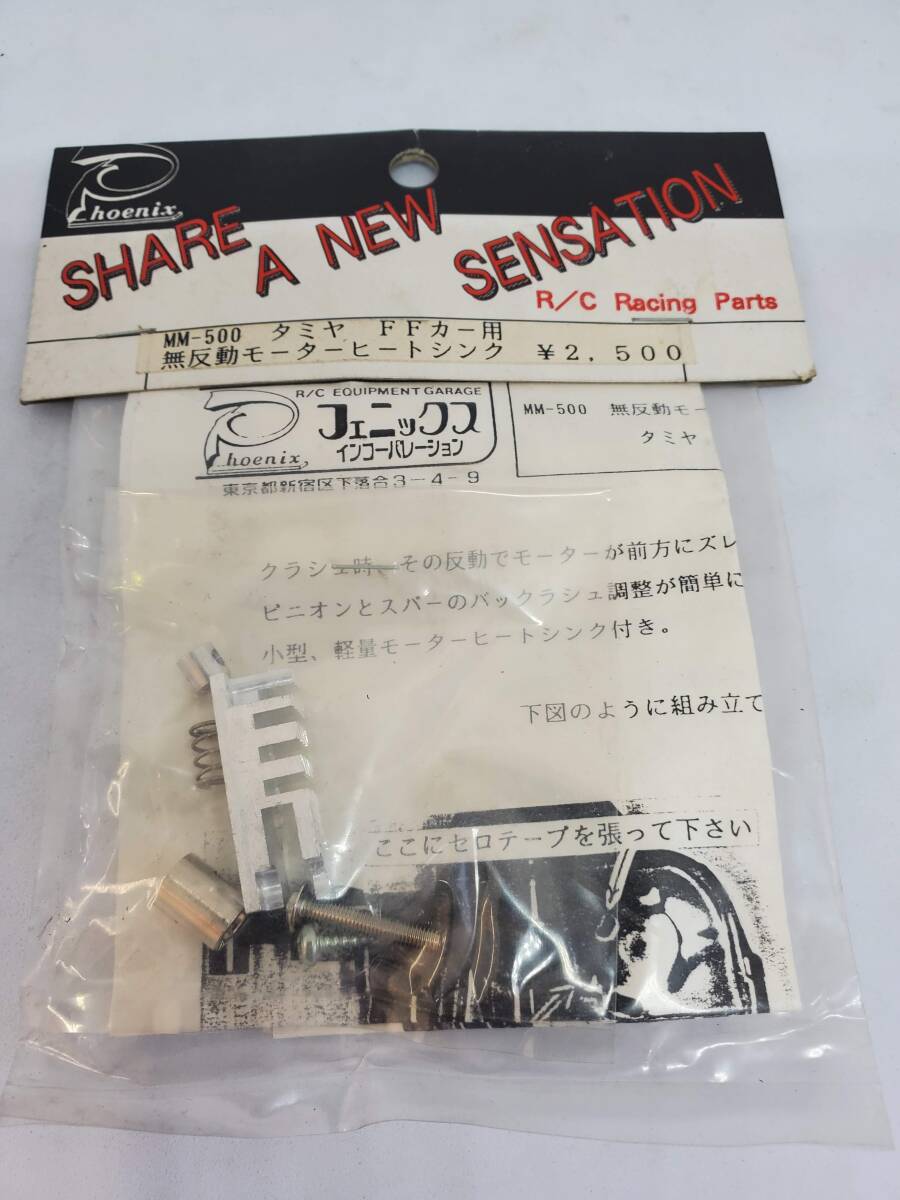 Phoenix
SHARE A NEW SENSATION
R/C Racing Parts
MM-500 タミヤ FFカー用
無反動モーターヒートシンク ¥2,500
R/C EQUIPMENT GARAGE
Phoenix
フェニックス
インコーパレーション
東京都新宿区下落合3-4-9
MM-500 無反動モー
タミヤ
クラシュ時、その反動でモーターが前方にズレ
ピニオンとスパーのバックラシュ調整が簡単に
小型、軽量モーターヒートシンク付き。
下図のように組み立て
ここにセロテープを張って下さい